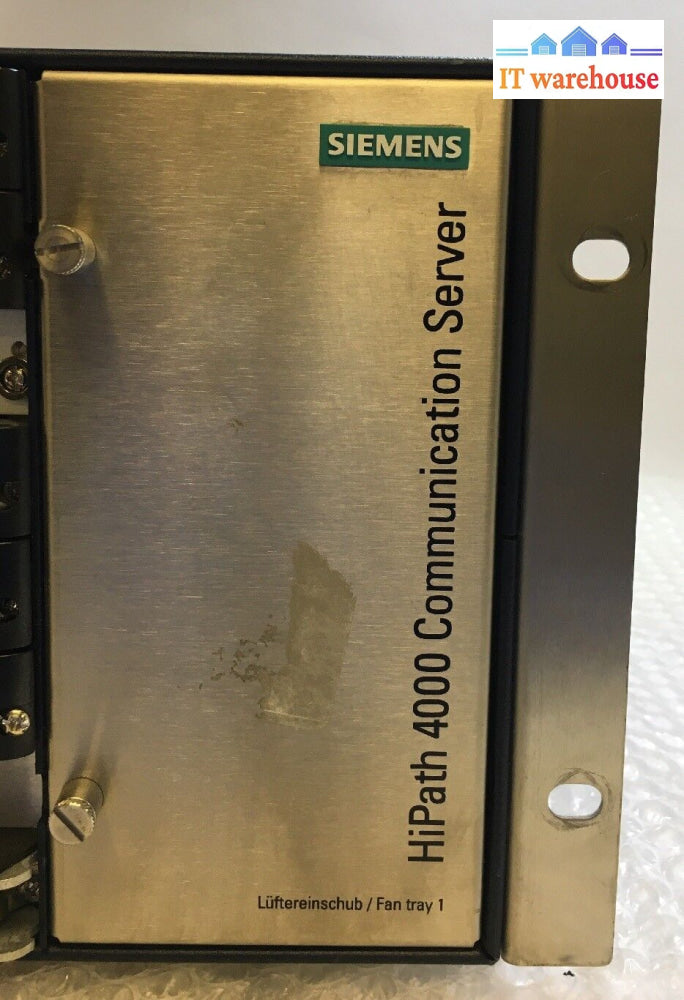 IT warehouse
SIEMENS
HiPath 4000 Communication Server
Lüftereinschub / Fan tray 1